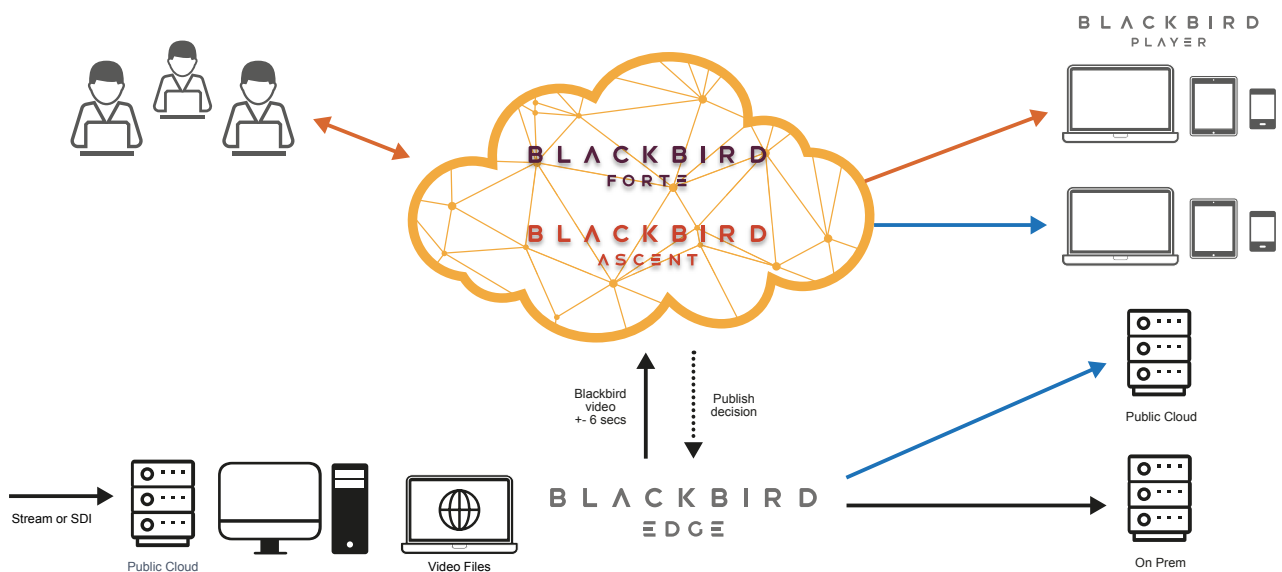 BLACKBIRD
PLAYER
BLACKBIRD
FORTE
BLACKBIRD
ASCENT
Blackbird
video
+- 6 secs
Publish
decision
Public Cloud
Stream or SDI
Public Cloud
Video Files
BLACKBIRD
EDGE
On Prem